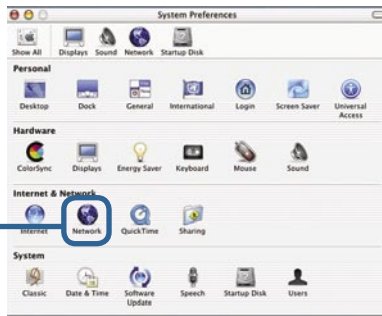 System Preferences
Show All Displays Sound Network Startup Disk
Personal
Desktop Dock General International Login Screen Saver Universal Access
Hardware
ColorSync Displays Energy Saver Keyboard Mouse Sound
Internet & Network
Internet Network QuickTime Sharing
System
Classic Date & Time Software Update Speech Startup Disk Users